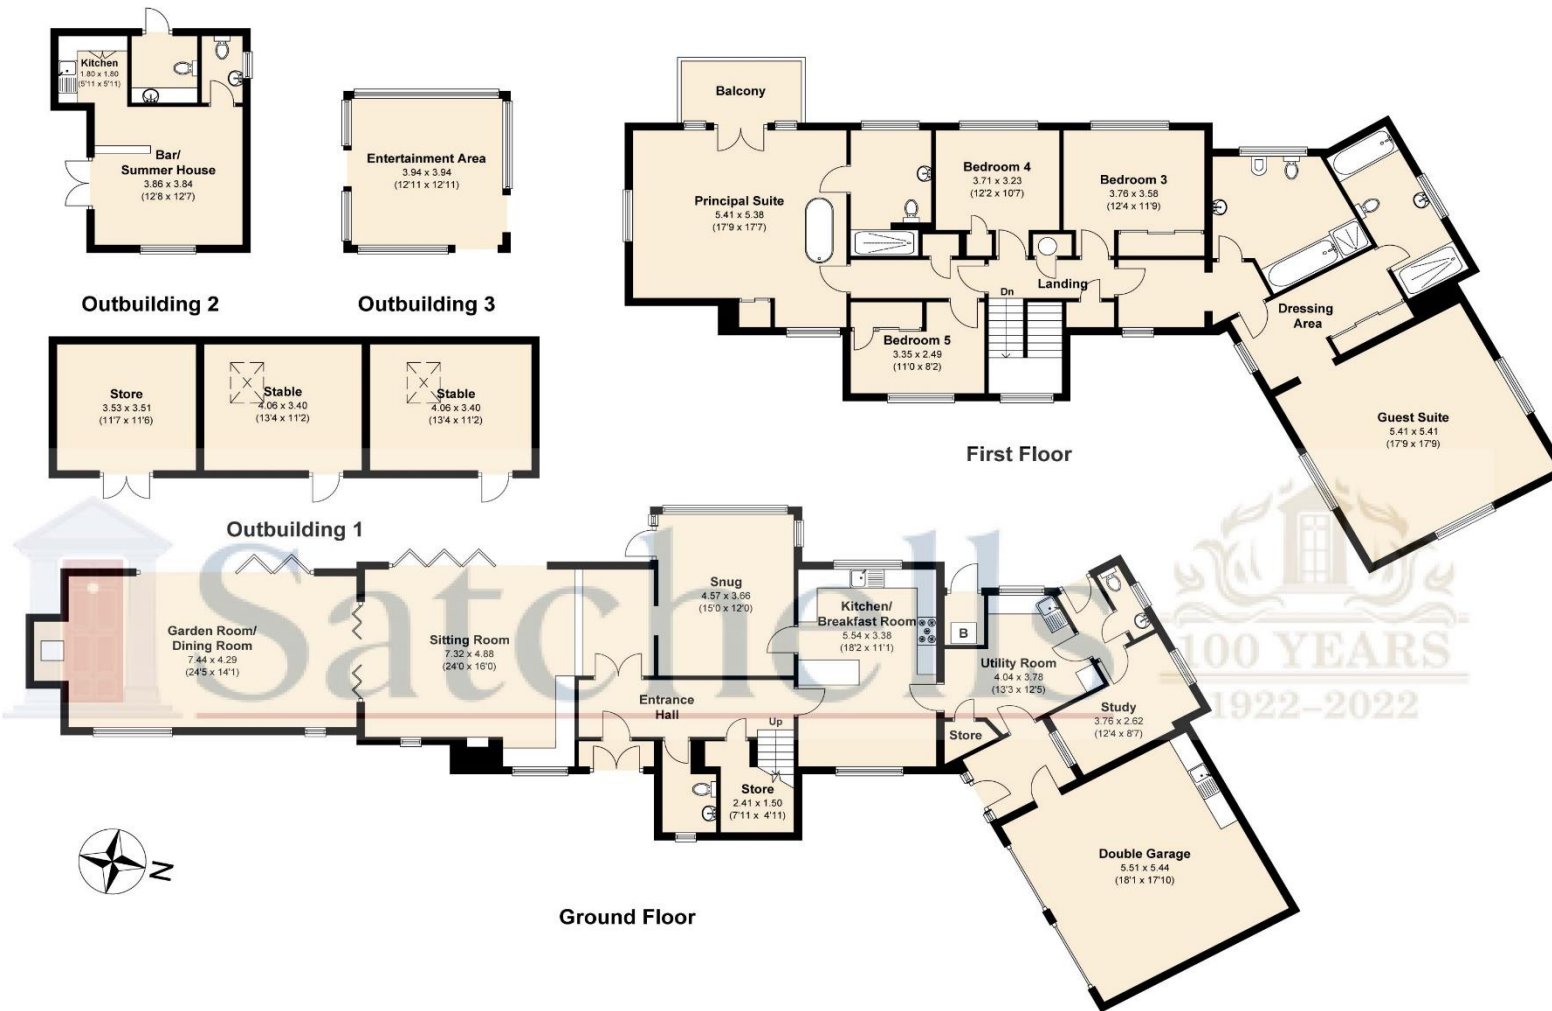 Kitchen
1.80 x 1.80
(5'11 x 5'11)
Bar/
Summer House
3.86 x 3.84
(12'8 x 12'7)
Outbuilding 2
Entertainment Area
3.94 x 3.94
(12'11 x 12'11)
Outbuilding 3
Store
3.53 x 3.51
(11'7 x 11'6)
Stable
4.06 x 3.40
(13'4 x 11'2)
Stable
4.06 x 3.40
(13'4 x 11'2)
Outbuilding 1
Balcony
Principal Suite
5.41 x 5.38
(17'9 x 17'7)
Bedroom 4
3.71 x 3.23
(12'2 x 10'7)
Bedroom 3
3.76 x 3.58
(12'4 x 11'9)
Dn
Landing
Bedroom 5
3.35 x 2.49
(11'0 x 8'2)
Dressing
Area
Guest Suite
5.41 x 5.41
(17'9 x 17'9)
First Floor
Satchells
100 YEARS
1922-2022
Garden Room/
Dining Room
7.44 x 4.29
(24'5 x 14'1)
Sitting Room
7.32 x 4.88
(24'0 x 16'0)
Snug
4.57 x 3.66
(15'0 x 12'0)
Kitchen/
Breakfast Room
5.54 x 3.38
(18'2 x 11'1)
B
Utility Room
4.04 x 3.78
(13'3 x 12'5)
Entrance
Hall
Up
Store
Study
3.76 x 2.62
(12'4 x 8'7)
Store
2.41 x 1.50
(7'11 x 4'11)
Double Garage
5.51 x 5.44
(18'1 x 17'10)
N
Ground Floor